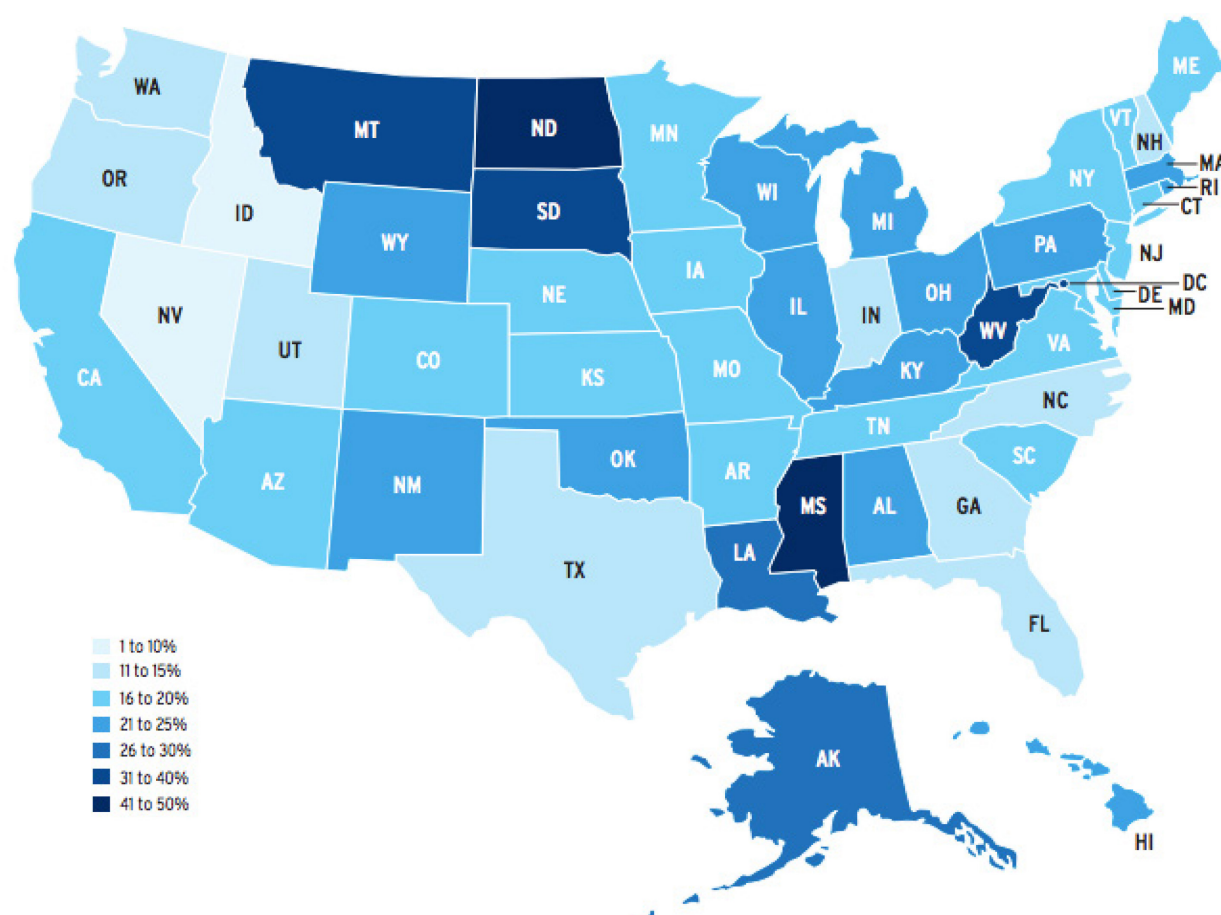 WA
MT
ND
MN
ME
VT
NH
OR
ID
SD
WI
MI
NY
MA
RI
CT
WY
IA
PA
NJ
NE
IL
IN
OH
DC
DE
MD
NV
UT
CO
KS
MO
KY
WV
VA
CA
TN
NC
AZ
NM
OK
AR
SC
MS
AL
GA
LA
TX
FL
1 to 10%
11 to 15%
16 to 20%
21 to 25%
26 to 30%
31 to 40%
41 to 50%
AK
HI